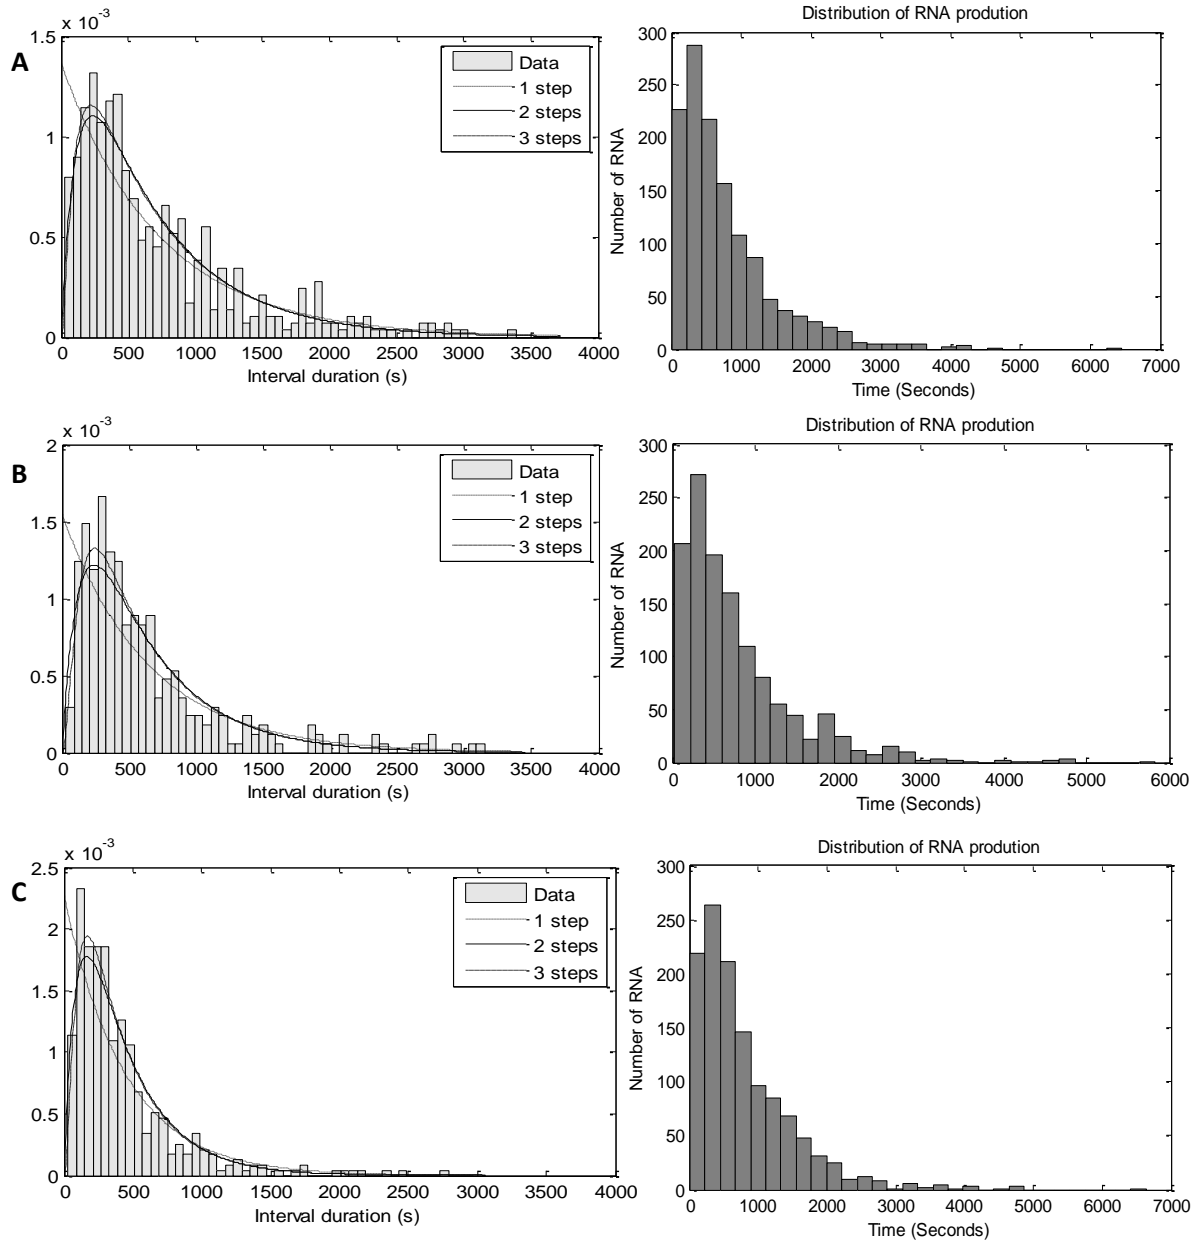 A
x 10-3
1.5
1
0.5
0
0 500 1000 1500 2000 2500 3000 3500 4000
Interval duration (s)
Data
1 step
2 steps
3 steps
Distribution of RNA prodution
Number of RNA
300
250
200
150
100
50
0
0 1000 2000 3000 4000 5000 6000 7000
Time (Seconds)
B
x 10-3
2
1.5
1
0.5
0
0 500 1000 1500 2000 2500 3000 3500 4000
Interval duration (s)
Data
1 step
2 steps
3 steps
Distribution of RNA prodution
Number of RNA
300
250
200
150
100
50
0
0 1000 2000 3000 4000 5000 6000
Time (Seconds)
C
x 10-3
2.5
2
1.5
1
0.5
0
0 500 1000 1500 2000 2500 3000 3500 4000
Interval duration (s)
Data
1 step
2 steps
3 steps
Distribution of RNA prodution
Number of RNA
300
250
200
150
100
50
0
0 1000 2000 3000 4000 5000 6000 7000
Time (Seconds)